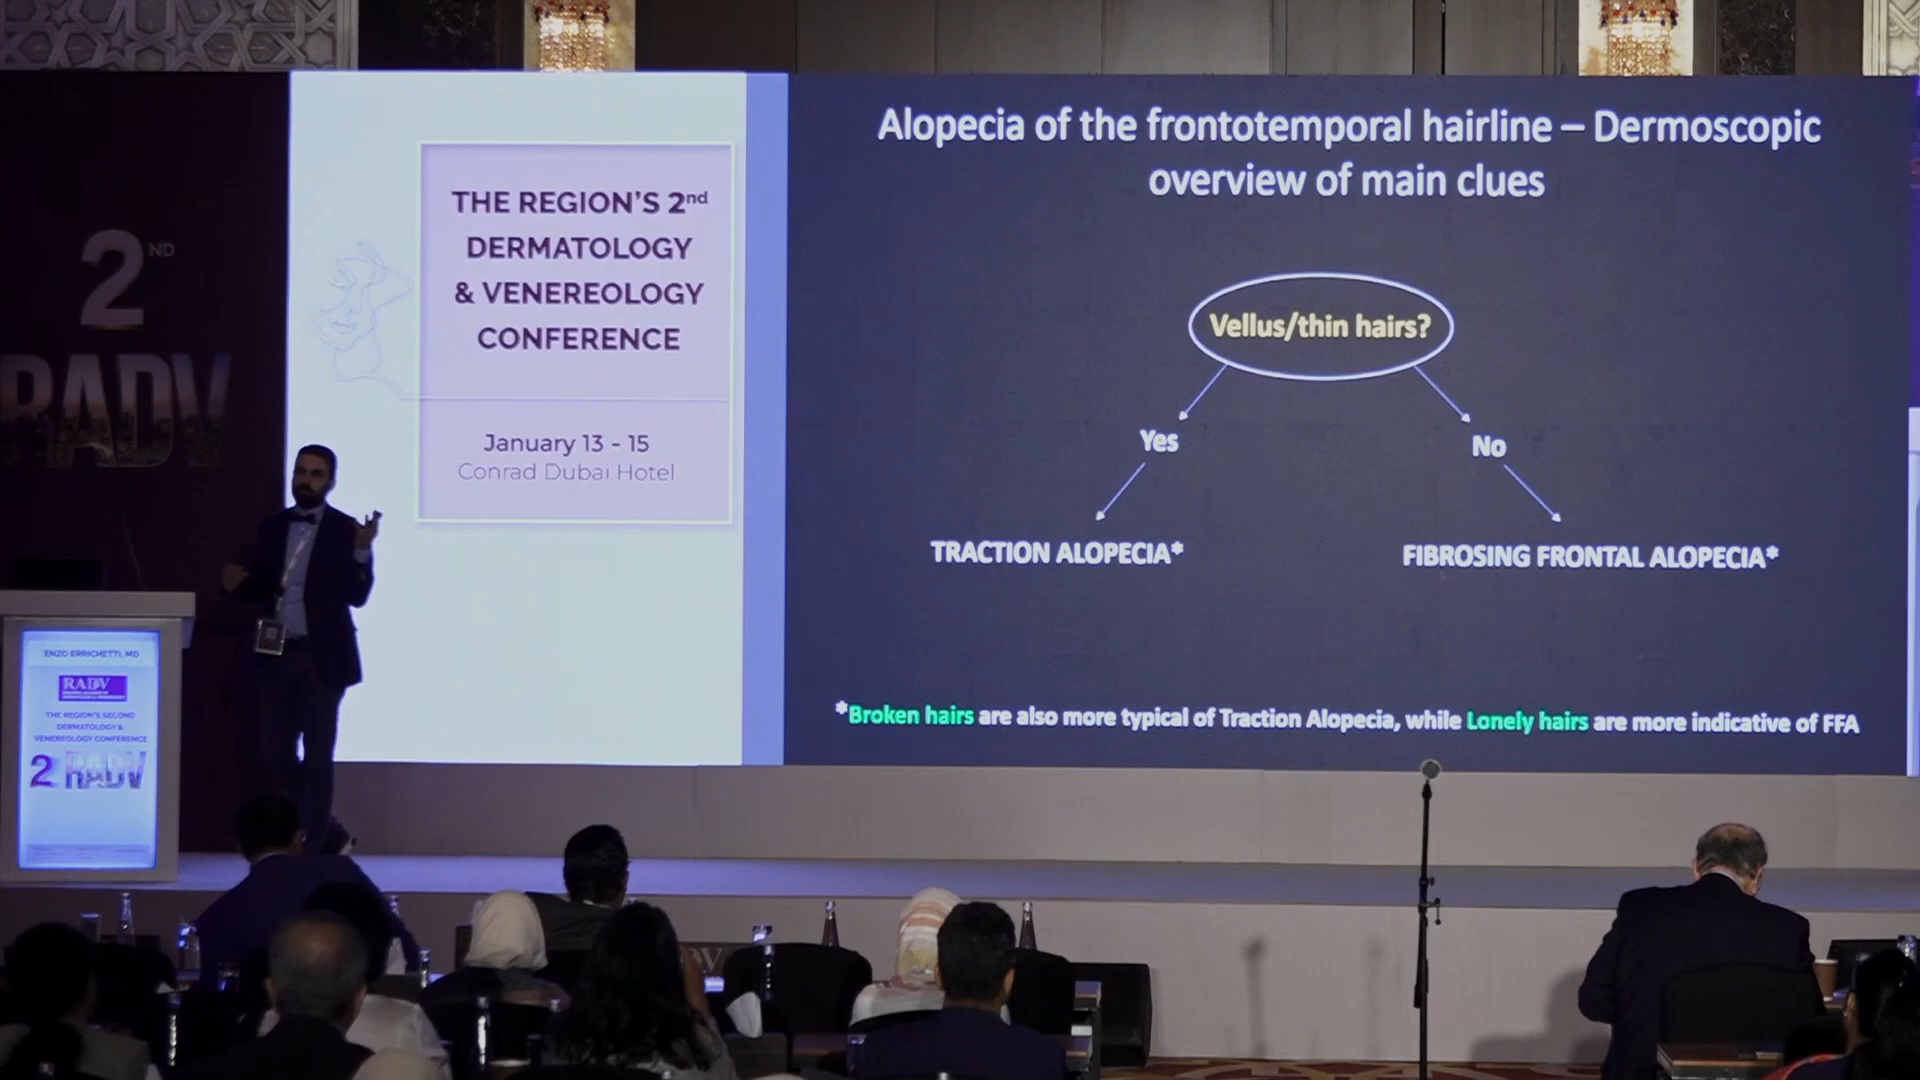 2ND
RADV
THE REGION'S 2nd
DERMATOLOGY
& VENEREOLOGY
CONFERENCE
January 13 - 15
Conrad Dubai Hotel
Alopecia of the frontotemporal hairline – Dermoscopic
overview of main clues
Vellus/thin hairs?
Yes
No
TRACTION ALOPECIA*
FIBROSING FRONTAL ALOPECIA*
*Broken hairs are also more typical of Traction Alopecia, while Lonely hairs are more indicative of FFA
ENZO ERRICHETTI, MD
RADV
THE REGION'S SECOND
DERMATOLOGY &
VENEREOLOGY CONFERENCE
2 RADV